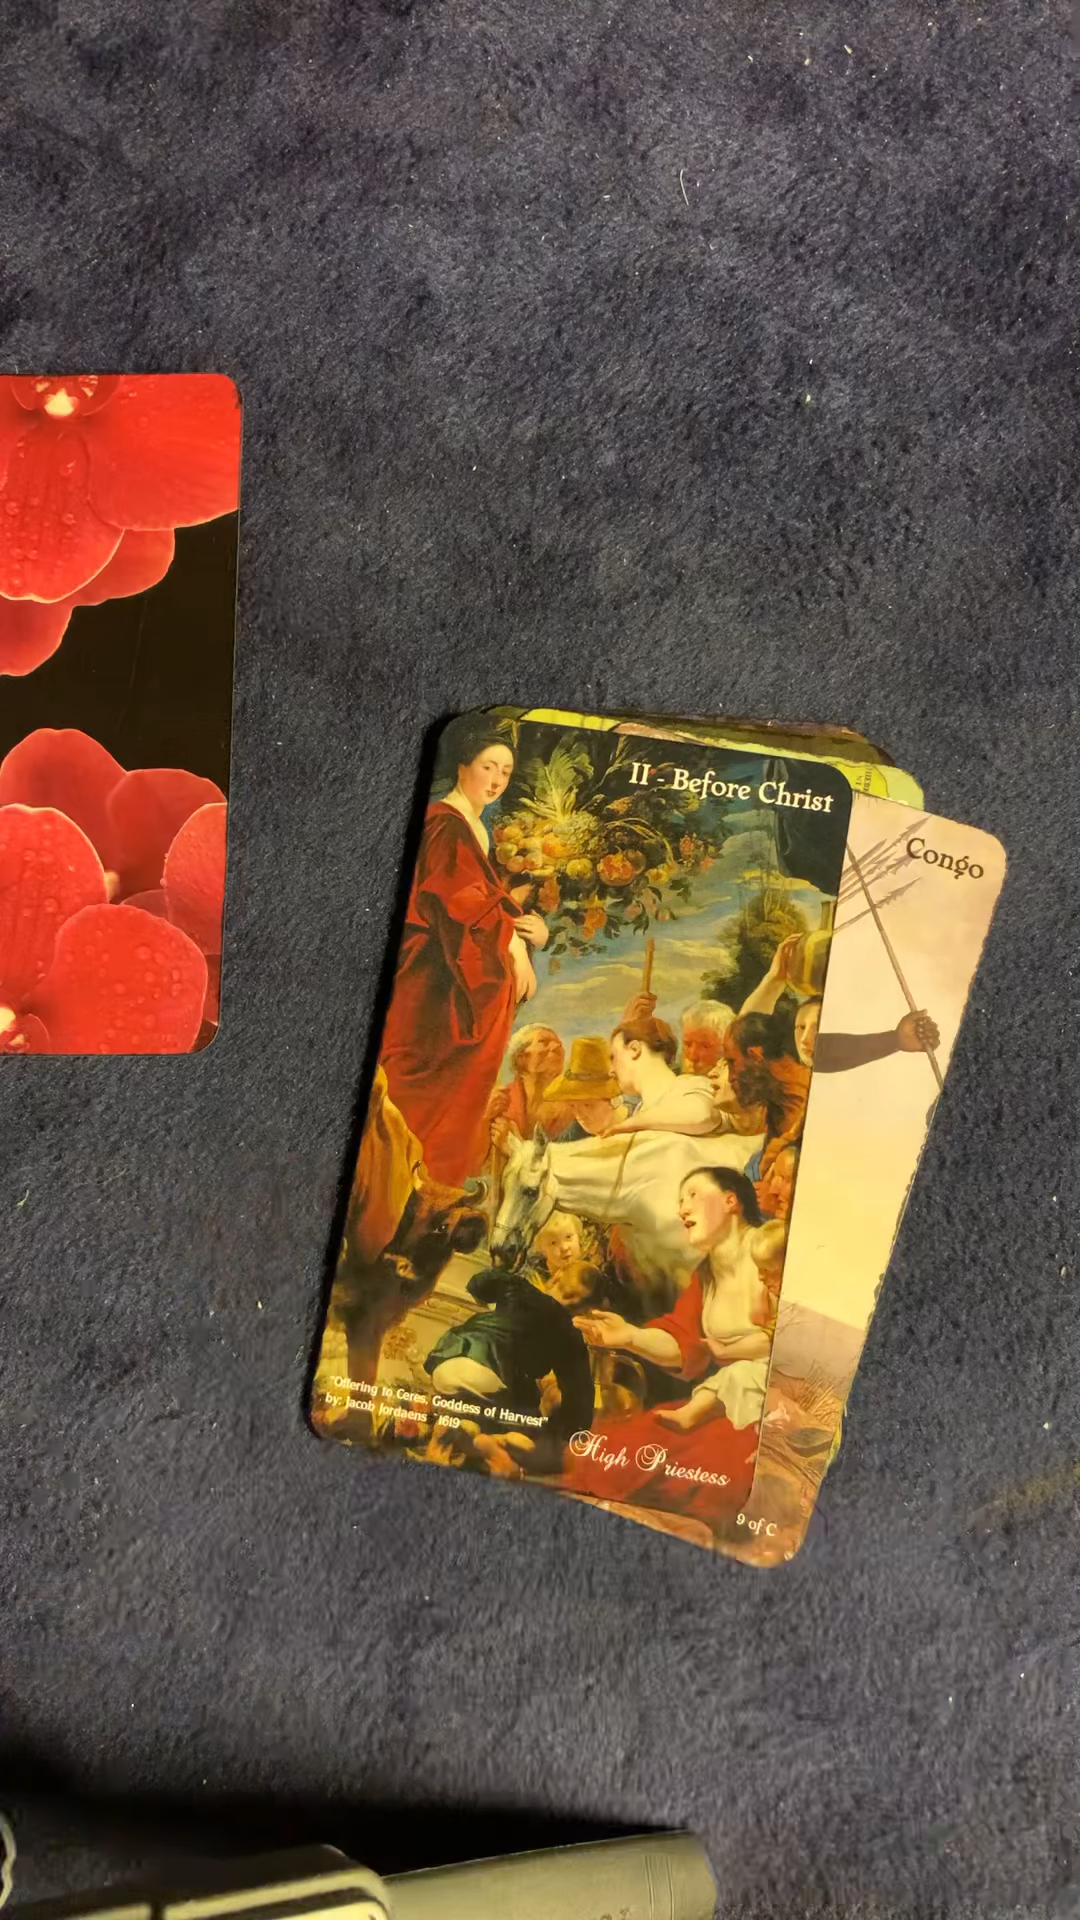 II - Before Christ
Congo
"Offering to Ceres, Goddess of Harvest"
by: Jacob Jordaens ~1619
High Priestess
9 of C